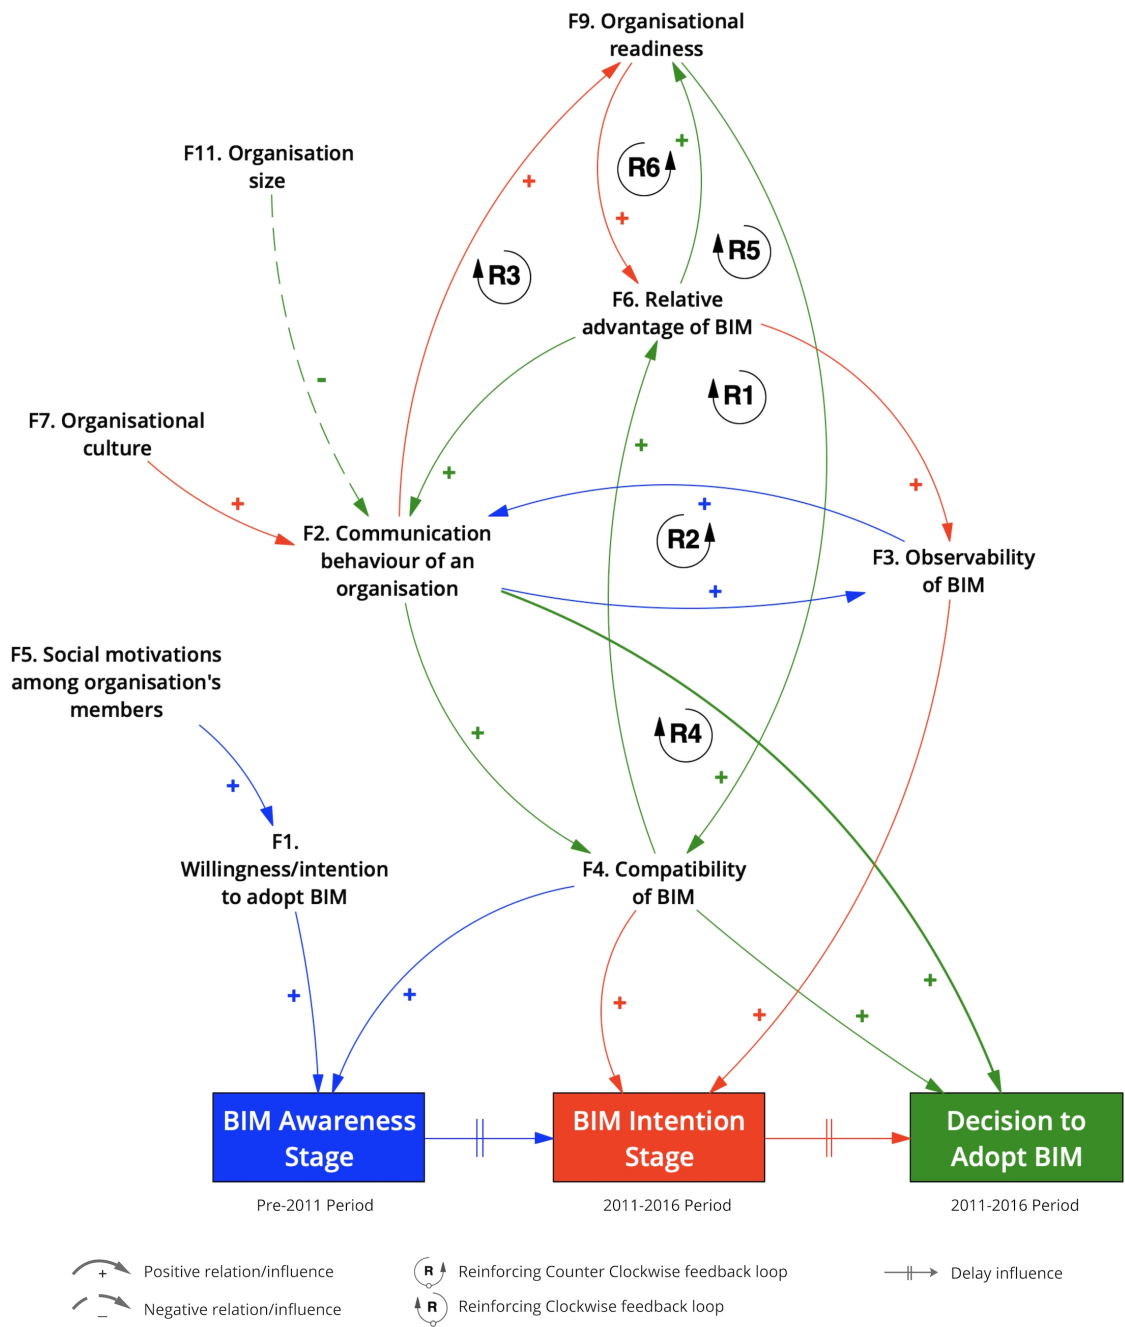 F9. Organisational
readiness
F11. Organisation
size
+
R6
+
+
R5
R3
F6. Relative
advantage of BIM
-
R1
F7. Organisational
culture
+
+
+
+
+
F2. Communication
behaviour of an
organisation
R2
F3. Observability
of BIM
+
F5. Social motivations
among organisation's
members
+
R4
+
+
F1.
Willingness/intention
to adopt BIM
F4. Compatibility
of BIM
+
+
+
+
+
+
BIM Awareness
Stage
BIM Intention
Stage
Decision to
Adopt BIM
Pre-2011 Period
2011-2016 Period
2011-2016 Period
+
Positive relation/influence
R
Reinforcing Counter Clockwise feedback loop
Delay influence
–
Negative relation/influence
R
Reinforcing Clockwise feedback loop